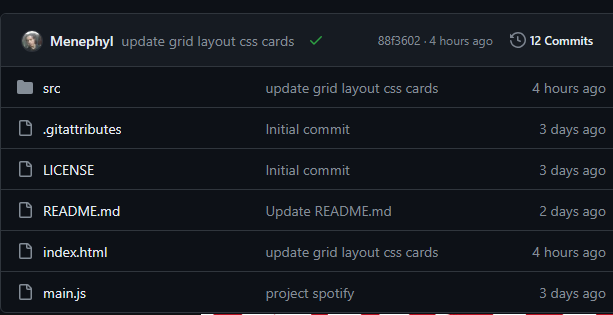 Menephyl update grid layout css cards 88f3602 · 4 hours ago 12 Commits
src update grid layout css cards 4 hours ago
.gitattributes Initial commit 3 days ago
LICENSE Initial commit 3 days ago
README.md Update README.md 2 days ago
index.html update grid layout css cards 4 hours ago
main.js project spotify 3 days ago